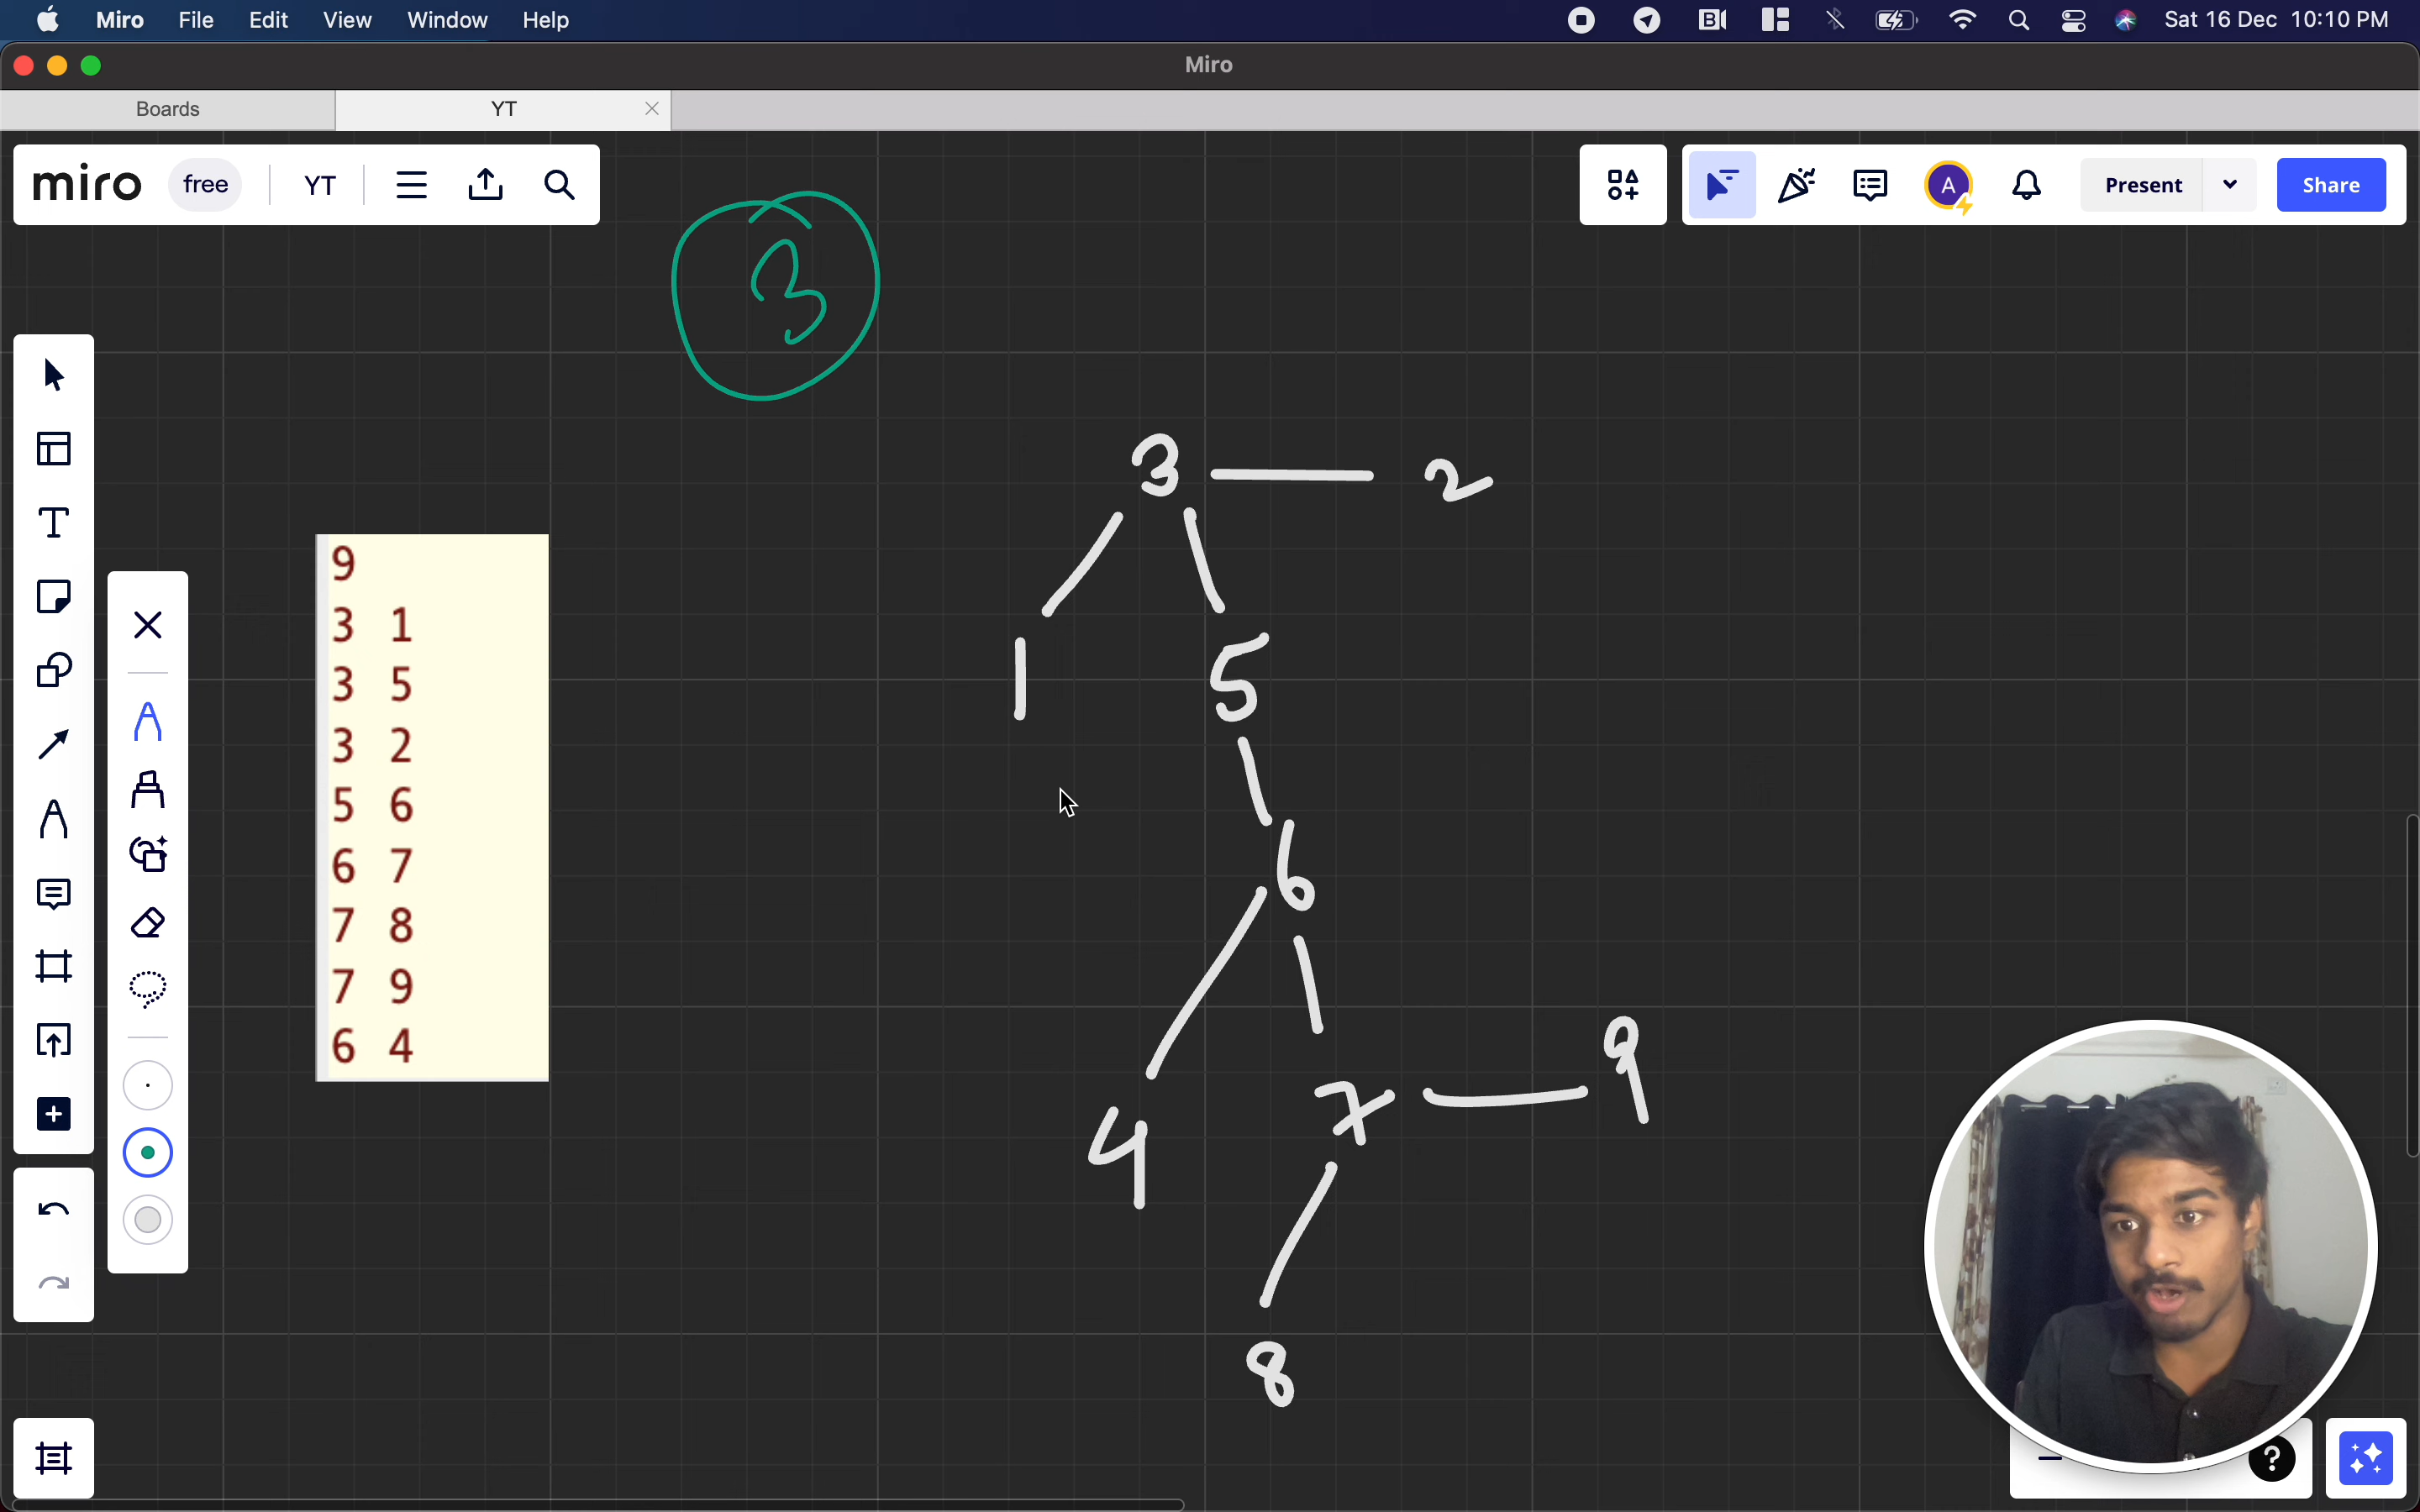 Miro File Edit View Window Help Sat 16 Dec 10:10 PM
Miro
Boards YT
miro free YT Present Share
3
3 2
1 5
6
4 7 9
8
9
3 1
3 5
3 2
5 6
6 7
7 8
7 9
6 4
A